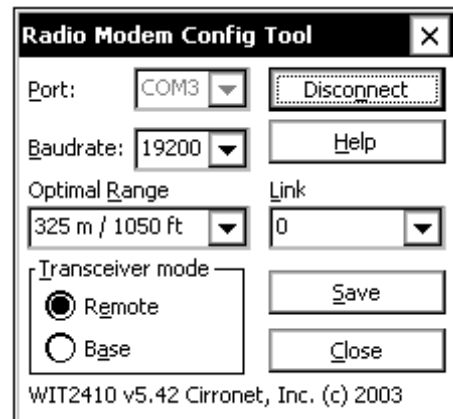 Radio Modem Config Tool
Port: COM3 Disconnect
Baudrate: 19200 Help
Optimal Range Link
325 m / 1050 ft 0
Transceiver mode
Remote Save
Base Close
WIT2410 v5.42 Cirronet, Inc. (c) 2003